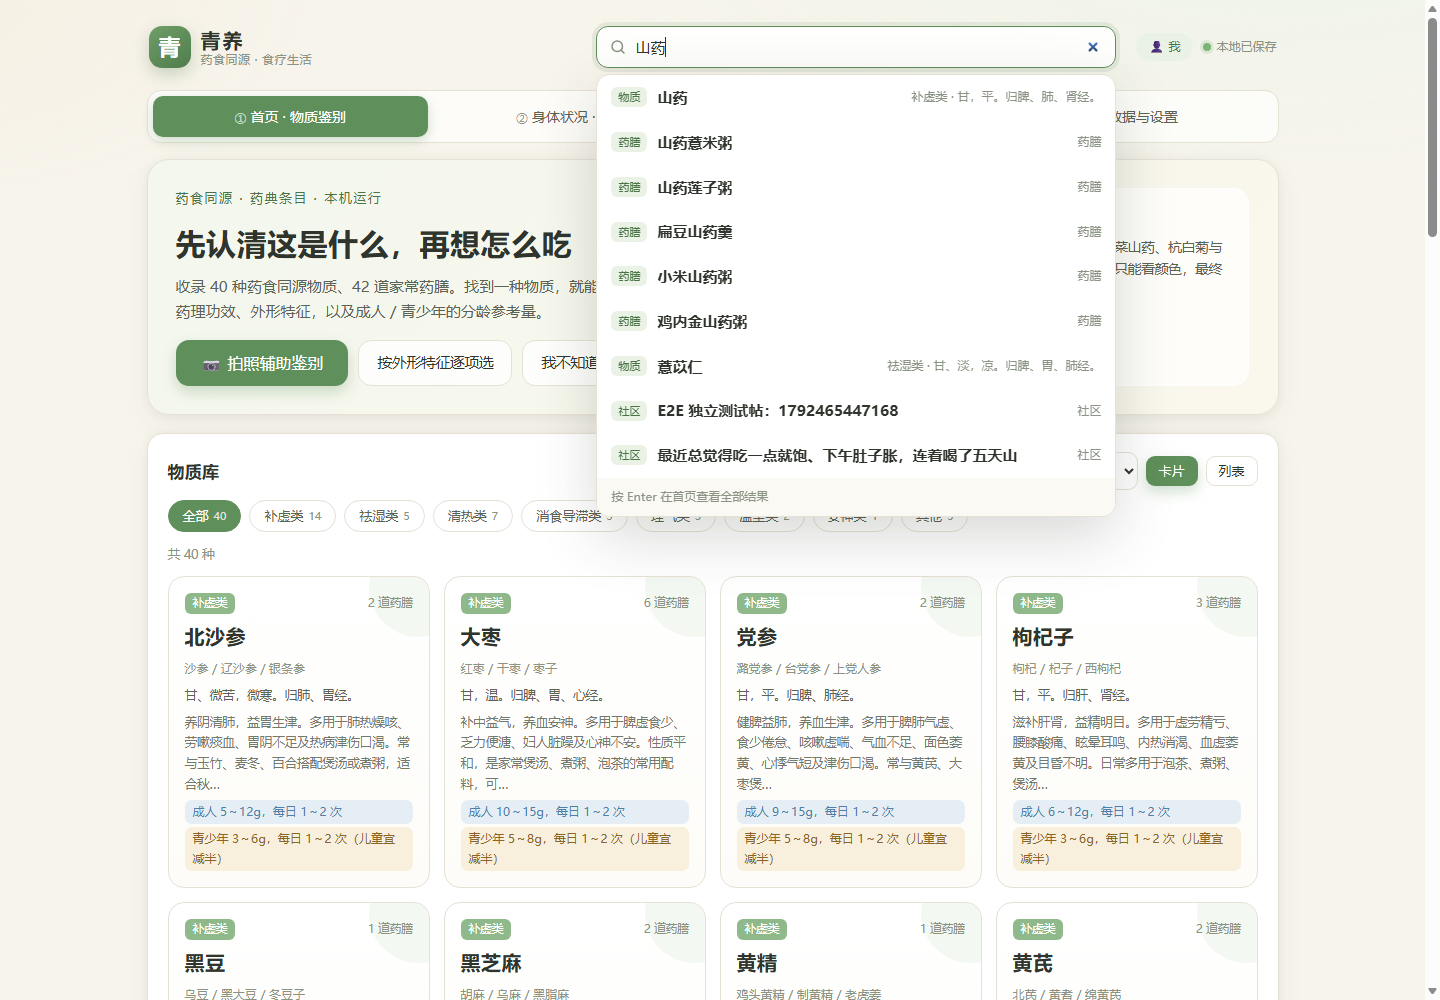 青
青养
药食同源 · 食疗生活
山药
我
本地已保存
① 首页 · 物质鉴别
② 身体状况 ·
数据与设置
物质 山药 补虚类 · 甘，平。归脾、肺、肾经。
药膳 山药薏米粥 药膳
药膳 山药莲子粥 药膳
药膳 扁豆山药羹 药膳
药膳 小米山药粥 药膳
药膳 鸡内金山药粥 药膳
物质 薏苡仁 祛湿类 · 甘、淡，凉。归脾、胃、肺经。
社区 E2E 独立测试帖：1792465447168 社区
社区 最近总觉得吃一点就饱、下午肚子胀，连着喝了五天山 社区
按 Enter 在首页查看全部结果
药食同源 · 药典条目 · 本机运行
先认清这是什么，再想怎么吃
收录 40 种药食同源物质、42 道家常药膳。找到一种物质，就能
药理功效、外形特征，以及成人 / 青少年的分龄参考量。
拍照辅助鉴别
按外形特征逐项选
我不知道
菜山药、杭白菊与
只能看颜色，最终
物质库
卡片
列表
全部 40
补虚类 14
祛湿类 5
清热类 7
消食导滞类
共 40 种
补虚类 2 道药膳
北沙参
沙参 / 辽沙参 / 银条参
甘、微苦，微寒。归肺、胃经。
养阴清肺，益胃生津。多用于肺热燥咳、
劳嗽痰血、胃阴不足及热病津伤口渴。常
与玉竹、麦冬、百合搭配煲汤或煮粥，适
合秋...
成人 5～12g，每日 1～2 次
青少年 3～6g，每日 1～2 次（儿童宜
减半）
补虚类 6 道药膳
大枣
红枣 / 干枣 / 枣子
甘，温。归脾、胃、心经。
补中益气，养血安神。多用于脾虚食少、
乏力便溏、妇人脏躁及心神不安。性质平
和，是家常煲汤、煮粥、泡茶的常用配
料，可...
成人 10～15g，每日 1～2 次
青少年 5～8g，每日 1～2 次（儿童宜
减半）
补虚类 2 道药膳
党参
潞党参 / 台党参 / 上党人参
甘，平。归脾、肺经。
健脾益肺，养血生津。多用于脾肺气虚、
食少倦怠、咳嗽虚喘、气血不足、面色萎
黄、心悸气短及津伤口渴。常与黄芪、大
枣煲...
成人 9～15g，每日 1～2 次
青少年 5～8g，每日 1～2 次（儿童宜
减半）
补虚类 3 道药膳
枸杞子
枸杞 / 杞子 / 西枸杞
甘，平。归肝、肾经。
滋补肝肾，益精明目。多用于虚劳精亏、
腰膝酸痛、眩晕耳鸣、内热消渴、血虚萎
黄及目昏不明。日常多用于泡茶、煮粥、
煲汤...
成人 6～12g，每日 1～2 次
青少年 3～6g，每日 1～2 次（儿童宜
减半）
补虚类 1 道药膳
黑豆
乌豆 / 黑大豆 / 冬豆子
补虚类 2 道药膳
黑芝麻
胡麻 / 乌麻 / 黑脂麻
补虚类 1 道药膳
黄精
鸡头黄精 / 制黄精 / 老虎姜
补虚类 2 道药膳
黄芪
北芪 / 黄耆 / 绵黄芪